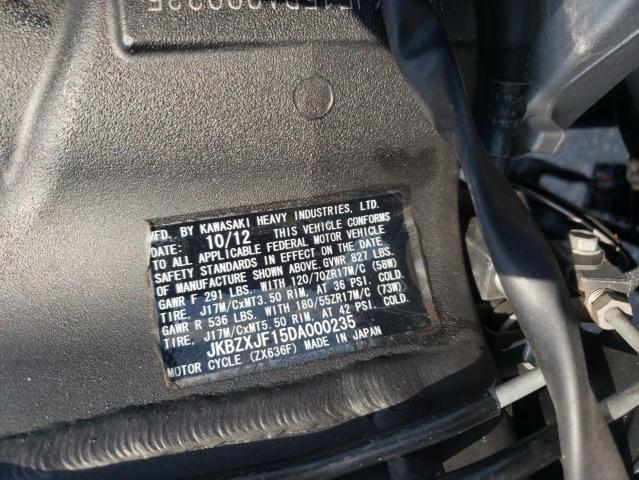 MFD. BY KAWASAKI HEAVY INDUSTRIES, LTD.
DATE: 10/12 THIS VEHICLE CONFORMS
TO ALL APPLICABLE FEDERAL MOTOR VEHICLE
SAFETY STANDARDS IN EFFECT ON THE DATE
OF MANUFACTURE SHOWN ABOVE. GVWR 827 LBS.
GAWR F 291 LBS. WITH 120/70ZR17M/C (58W)
TIRE, J17M/CxMT3.50 RIM, AT 36 PSI COLD.
GAWR R 536 LBS. WITH 180/55ZR17M/C (73W)
TIRE, J17M/CxMT5.50 RIM, AT 42 PSI COLD.
JKBZXJF15DA000235
MOTOR CYCLE (ZX636F) MADE IN JAPAN